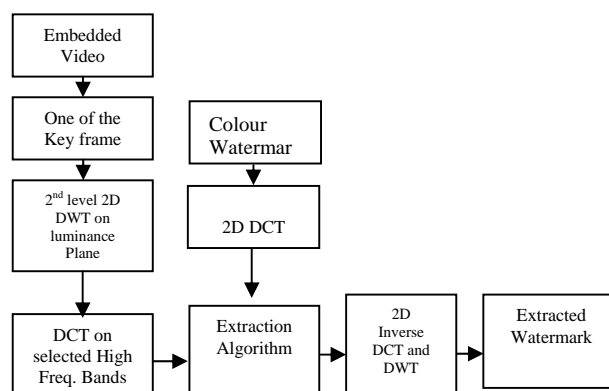 Embedded
Video
One of the
Key frame
2nd level 2D
DWT on
luminance
Plane
DCT on
selected High
Freq. Bands
Colour
Watermar
2D DCT
Extraction
Algorithm
2D
Inverse
DCT and
DWT
Extracted
Watermark